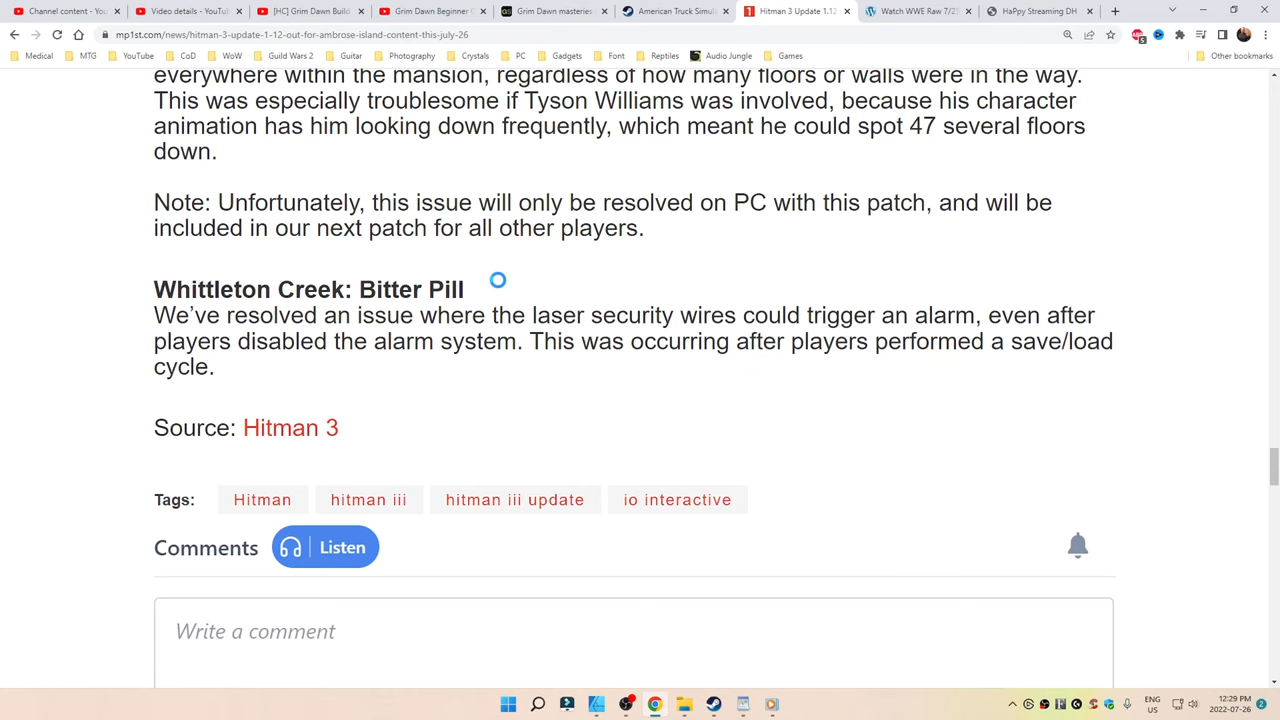 Channel content - You
Video details - YouTub
[HC] Grim Dawn Build
Grim Dawn Beginner
Grim Dawn masteries
American Truck Simula
Hitman 3 Update 1.12
Watch WWE Raw 7/2
HaPpy Streaming DH
mp1st.com/news/hitman-3-update-1-12-out-for-ambrose-island-content-this-july-26
Medical MTG YouTube CoD WoW Guild Wars 2 Guitar Photography Crystals PC Gadgets Font Reptiles Audio Jungle Games Other bookmarks
everywhere within the mansion, regardless of how many floors or walls were in the way.
This was especially troublesome if Tyson Williams was involved, because his character
animation has him looking down frequently, which meant he could spot 47 several floors
down.
Note: Unfortunately, this issue will only be resolved on PC with this patch, and will be
included in our next patch for all other players.
Whittleton Creek: Bitter Pill
We’ve resolved an issue where the laser security wires could trigger an alarm, even after
players disabled the alarm system. This was occurring after players performed a save/load
cycle.
Source: Hitman 3
Tags: Hitman hitman iii hitman iii update io interactive
Comments Listen
Write a comment
ENG
US
12:29 PM
2022-07-26
2